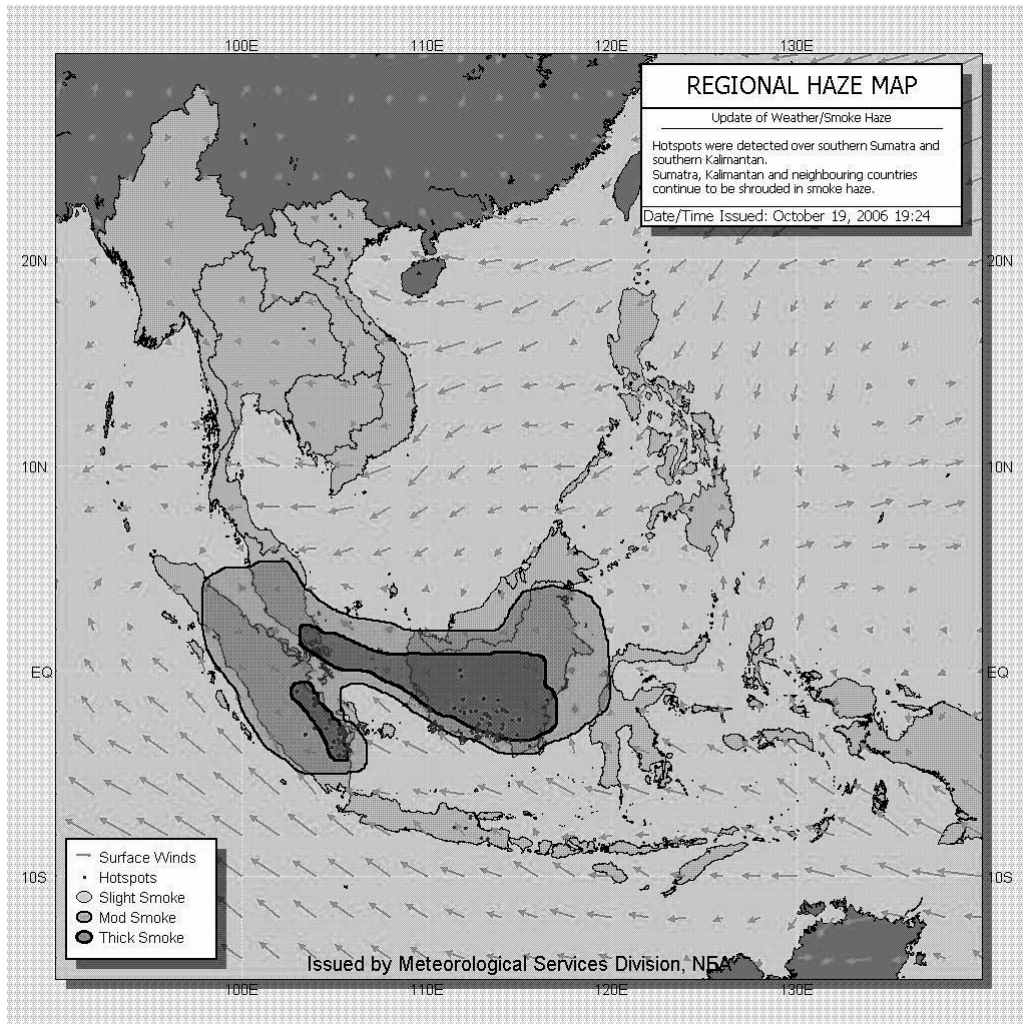 100E 110E 120E 130E
REGIONAL HAZE MAP
Update of Weather/Smoke Haze
Hotspots were detected over southern Sumatra and
southern Kalimantan.
Sumatra, Kalimantan and neighbouring countries
continue to be shrouded in smoke haze.
Date/Time Issued: October 19, 2006 19:24
20N 20N
10N 10N
EQ EQ
Surface Winds
Hotspots
10S 10S
Slight Smoke
Mod Smoke
Thick Smoke
Issued by Meteorological Services Division, NEA
100E 110E 120E 130E